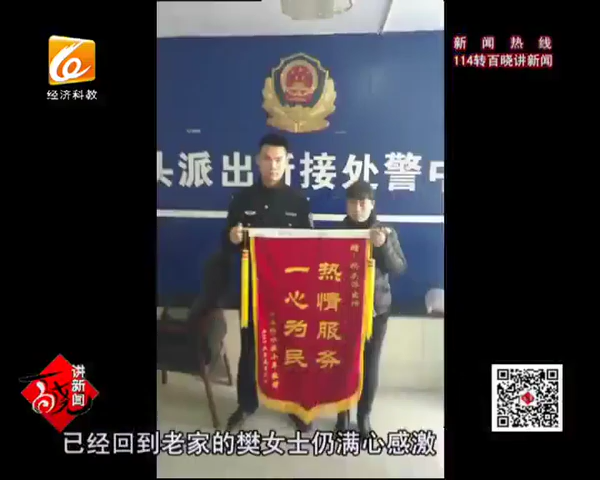 新闻热线
114转百晓讲新闻
经济科教
头派出所接处警中
热情服务
一心为民
讲新闻
百晓
已经回到老家的樊女士仍满心感激